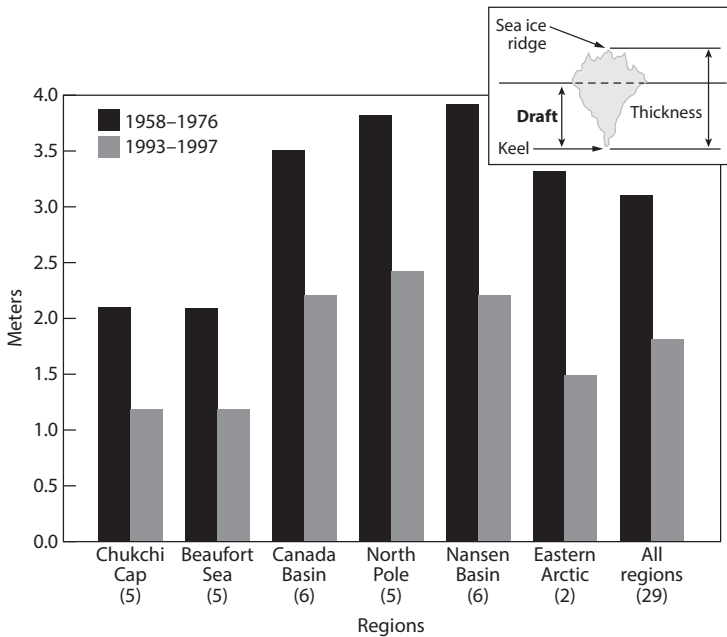 Sea ice
ridge
Draft
Thickness
Keel
1958–1976
1993–1997
Meters
4.0
3.5
3.0
2.5
2.0
1.5
1.0
0.5
0.0
Chukchi
Cap
(5)
Beaufort
Sea
(5)
Canada
Basin
(6)
North
Pole
(5)
Nansen
Basin
(6)
Eastern
Arctic
(2)
All
regions
(29)
Regions